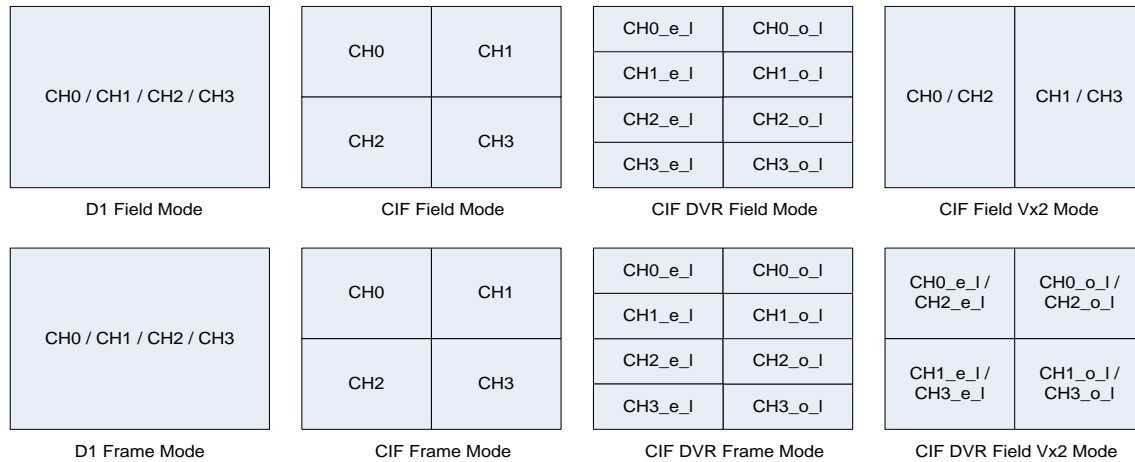 CH0 / CH1 / CH2 / CH3
D1 Field Mode
CH0
CH1
CH2
CH3
CIF Field Mode
CH0_e_l
CH0_o_l
CH1_e_l
CH1_o_l
CH2_e_l
CH2_o_l
CH3_e_l
CH3_o_l
CIF DVR Field Mode
CH0 / CH2
CH1 / CH3
CIF Field Vx2 Mode
CH0 / CH1 / CH2 / CH3
D1 Frame Mode
CH0
CH1
CH2
CH3
CIF Frame Mode
CH0_e_l
CH0_o_l
CH1_e_l
CH1_o_l
CH2_e_l
CH2_o_l
CH3_e_l
CH3_o_l
CIF DVR Frame Mode
CH0_e_l /
CH2_e_l
CH0_o_l /
CH2_o_l
CH1_e_l /
CH3_e_l
CH1_o_l /
CH3_o_l
CIF DVR Field Vx2 Mode